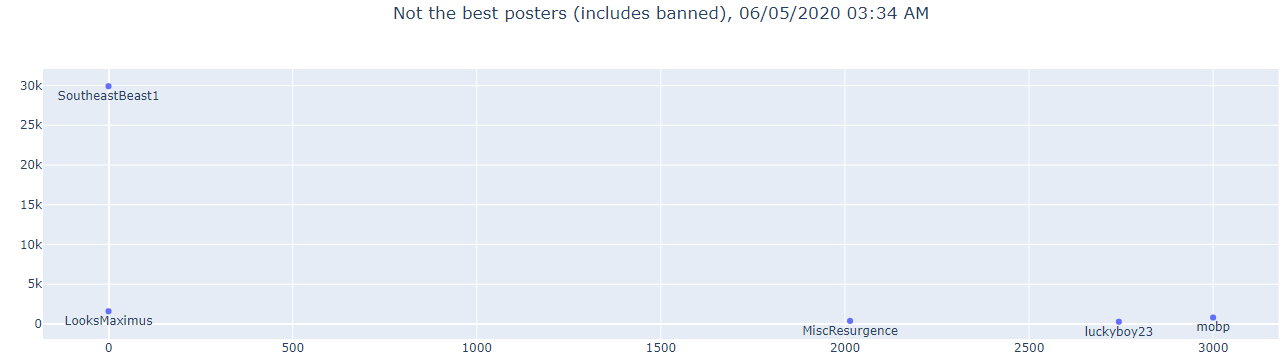 Not the best posters (includes banned), 06/05/2020 03:34 AM
30k
SoutheastBeast1
25k
20k
15k
10k
5k
LooksMaximus
0
MiscResurgence
luckyboy23
mobp
0
500
1000
1500
2000
2500
3000